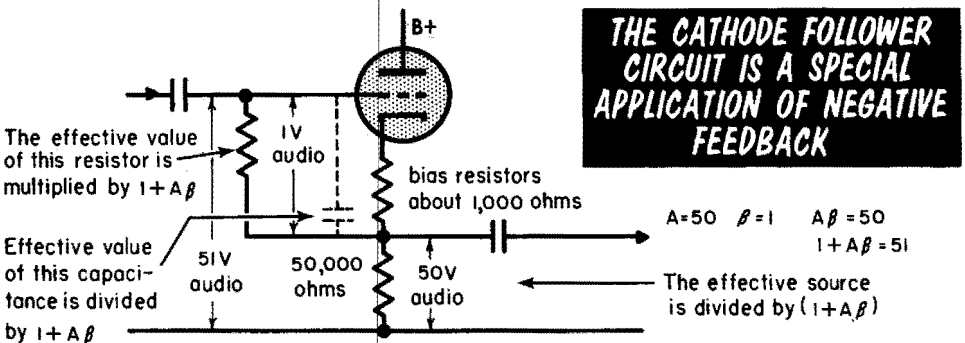 B+
THE CATHODE FOLLOWER
CIRCUIT IS A SPECIAL
APPLICATION OF NEGATIVE
FEEDBACK
The effective value
of this resistor is
multiplied by 1+Aβ
1V
audio
bias resistors
about 1,000 ohms
Effective value
of this capaci-
tance is divided
by 1+Aβ
51V
audio
50,000
ohms
50V
audio
A=50 β=1 Aβ=50
1+Aβ=51
The effective source
is divided by (1+Aβ)